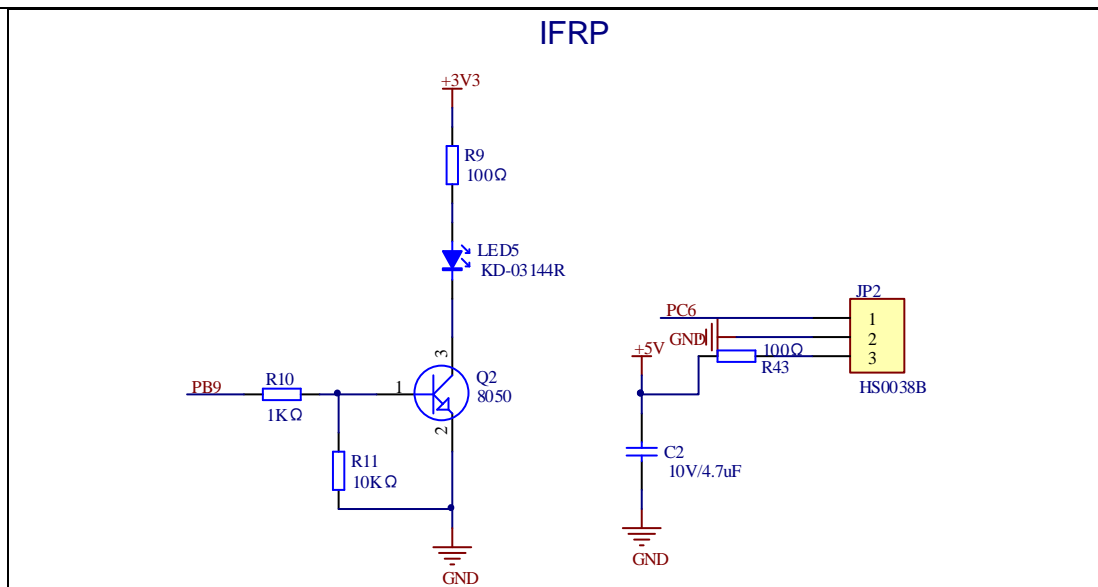 IFRP
+3V3
R9
100Ω
LED5
KD-03144R
3
Q2
8050
1
2
PB9
R10
1KΩ
R11
10KΩ
GND
JP2
PC6
1
GND
2
+5V
100Ω
3
R43
HS0038B
C2
10V/4.7uF
GND